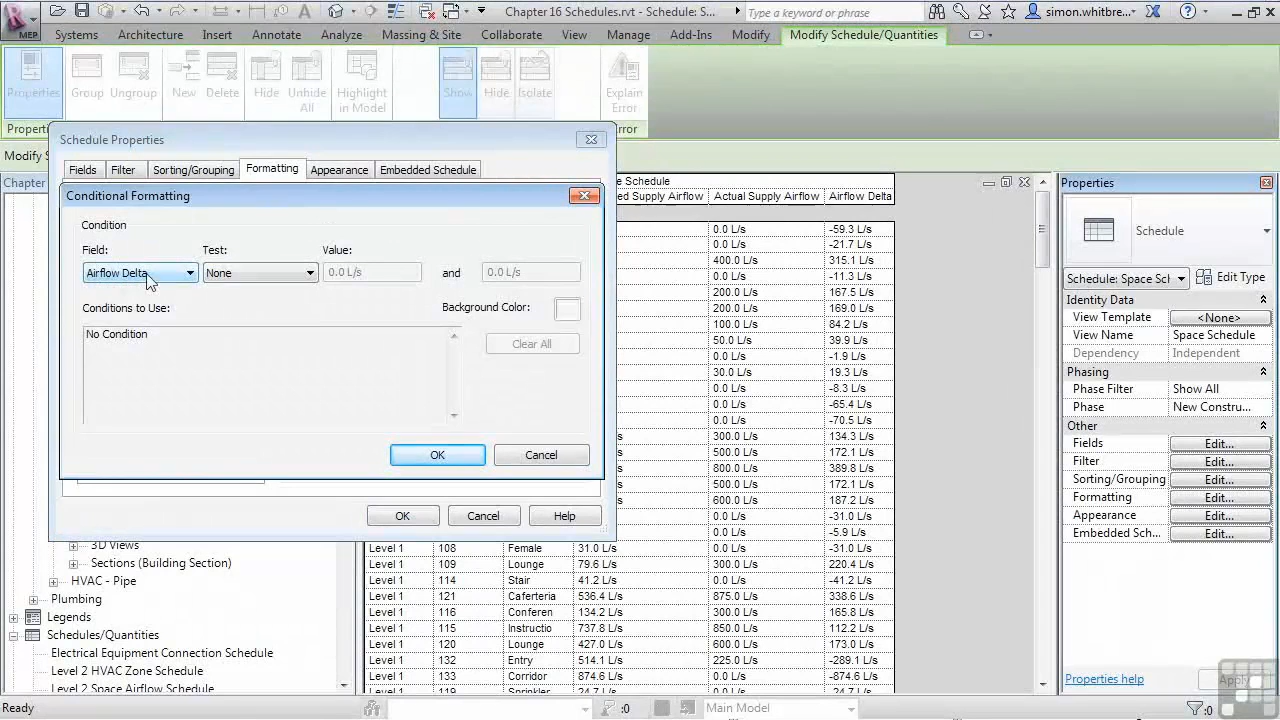 Chapter 16 Schedules.rvt - Schedule: S...
Type a keyword or phrase
simon.whitbre...
MEP
Systems
Architecture
Insert
Annotate
Analyze
Massing & Site
Collaborate
View
Manage
Add-Ins
Modify
Modify Schedule/Quantities
Properties
Group
Ungroup
New
Delete
Hide
Unhide
All
Highlight
in Model
Show
Hide
Isolate
Explain
Error
Schedule Properties
Fields
Filter
Sorting/Grouping
Formatting
Appearance
Embedded Schedule
Conditional Formatting
Condition
Field:
Test:
Value:
Airflow Delta
None
0.0 L/s
and
0.0 L/s
Conditions to Use:
Background Color:
No Condition
Clear All
OK
Cancel
OK
Cancel
Help
Chapter
3D Views
Sections (Building Section)
HVAC - Pipe
Plumbing
Legends
Schedules/Quantities
Electrical Equipment Connection Schedule
Level 2 HVAC Zone Schedule
Level 2 Space Airflow Schedule
e Schedule
ed Supply Airflow Actual Supply Airflow Airflow Delta
0.0 L/s -59.3 L/s
0.0 L/s -21.7 L/s
400.0 L/s 315.1 L/s
0.0 L/s -11.3 L/s
200.0 L/s 167.5 L/s
200.0 L/s 169.0 L/s
100.0 L/s 84.2 L/s
50.0 L/s 39.9 L/s
0.0 L/s -1.9 L/s
30.0 L/s 19.3 L/s
0.0 L/s -8.3 L/s
0.0 L/s -65.4 L/s
0.0 L/s -70.5 L/s
300.0 L/s 134.3 L/s
500.0 L/s 172.1 L/s
800.0 L/s 389.8 L/s
500.0 L/s 172.1 L/s
600.0 L/s 187.2 L/s
0.0 L/s -31.0 L/s
0.0 L/s -5.9 L/s
Level 1 108 Female 31.0 L/s 0.0 L/s -31.0 L/s
Level 1 109 Lounge 79.6 L/s 300.0 L/s 220.4 L/s
Level 1 114 Stair 41.2 L/s 0.0 L/s -41.2 L/s
Level 1 121 Caferteria 536.4 L/s 875.0 L/s 338.6 L/s
Level 1 116 Conferen 134.2 L/s 300.0 L/s 165.8 L/s
Level 1 115 Instructio 737.8 L/s 850.0 L/s 112.2 L/s
Level 1 120 Lounge 427.0 L/s 600.0 L/s 173.0 L/s
Level 1 132 Entry 514.1 L/s 225.0 L/s -289.1 L/s
Level 1 133 Corridor 874.6 L/s 0.0 L/s -874.6 L/s
Level 1 119 Sprinkler 24.7 L/s 0.0 L/s -24.7 L/s
Properties
Schedule
Schedule: Space Scl
Edit Type
Identity Data
View Template <None>
View Name Space Schedule
Dependency Independent
Phasing
Phase Filter Show All
Phase New Constru...
Other
Fields Edit...
Filter Edit...
Sorting/Grouping Edit...
Formatting Edit...
Appearance Edit...
Embedded Sch... Edit...
Properties help
Apply
Ready
:0
Main Model
:0